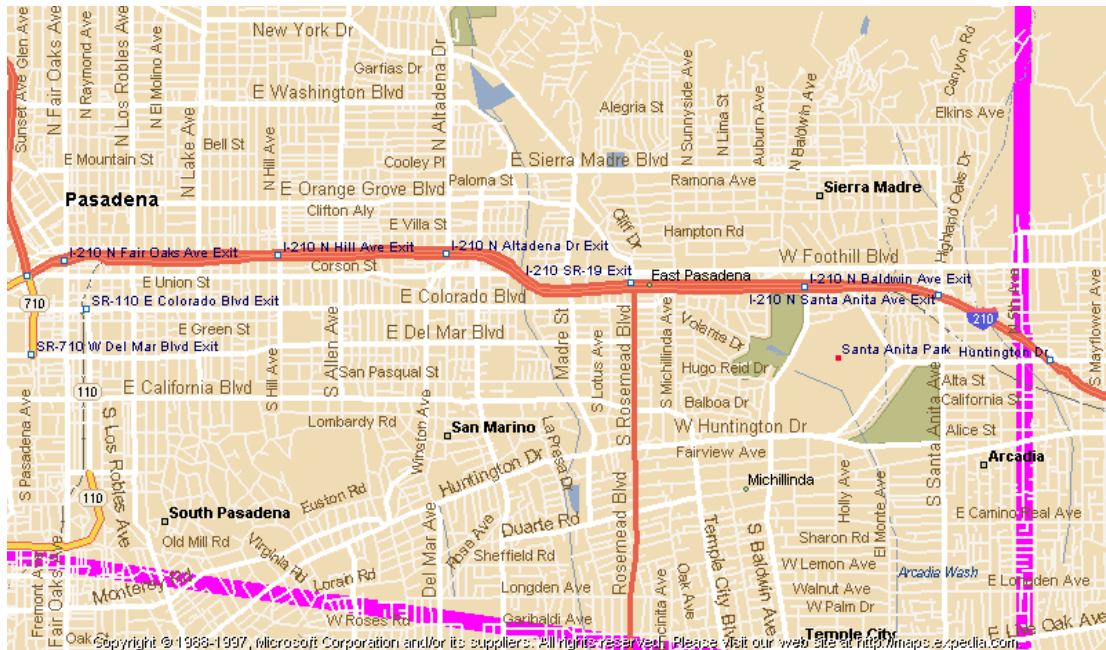 New York Dr
Garfias Dr
E Washington Blvd
Sunset Ave
Glen Ave
N Fair Oaks Ave
N Raymond Ave
N Los Robles Ave
N El Molino Ave
N Lake Ave
Bell St
N Hill Ave
N Altadena Dr
Alegria St
N Sunnyside Ave
N Lima St
Auburn Ave
N Baldwin Ave
Canyon Rd
Elkins Ave
E Mountain St
Cooley Pl
E Sierra Madre Blvd
Highland Oaks Dr
E Orange Grove Blvd
Paloma St
Ramona Ave
Sierra Madre
Pasadena
Clifton Aly
E Villa St
Cliff Dr
Hampton Rd
I-210 N Fair Oaks Ave Exit
I-210 N Hill Ave Exit
I-210 N Altadena Dr Exit
W Foothill Blvd
Corson St
I-210 SR-19 Exit
East Pasadena
I-210 N Baldwin Ave Exit
E Union St
710
SR-110 E Colorado Blvd Exit
E Colorado Blvd
I-210 N Santa Anita Ave Exit
210
N 5th Ave
S Mayflower Ave
E Green St
E Del Mar Blvd
Volante Dr
SR-710 W Del Mar Blvd Exit
S Allen Ave
Madre St
S Lotus Ave
S Rosemead Blvd
S Michillinda Ave
Santa Anita Park
Huntington Dr
San Pasqual St
Hugo Reid Dr
E California Blvd
S Hill Ave
110
Alta St
California St
Balboa Dr
S Pasadena Ave
S Los Robles Ave
Lombardy Rd
Winston Ave
San Marino
La Presa Dr
W Huntington Dr
S Santa Anita Ave
Alice St
Fairview Ave
Arcadia
Huntington Dr
Michillinda
110
Euston Rd
Holly Ave
El Monte Ave
South Pasadena
Duarte Rd
E Camino Real Ave
Old Mill Rd
Virginia Rd
Del Mar Ave
Rose Ave
Sheffield Rd
Rosemead Blvd
Temple City Bl
S Baldwin Ave
Sharon Rd
W Lemon Ave
Fremont Ave
Fair Oaks Ave
Monterey Rd
Loran Rd
Longden Ave
Oak Ave
Walnut Ave
Arcadia Wash
E Longden Ave
W Roses Rd
Garibaldi Ave
W Palm Dr
Temple City
E Live Oak Ave
Copyright © 1988-1997, Microsoft Corporation and/or its suppliers. All rights reserved. Please visit our web site at http://maps.expedia.com.